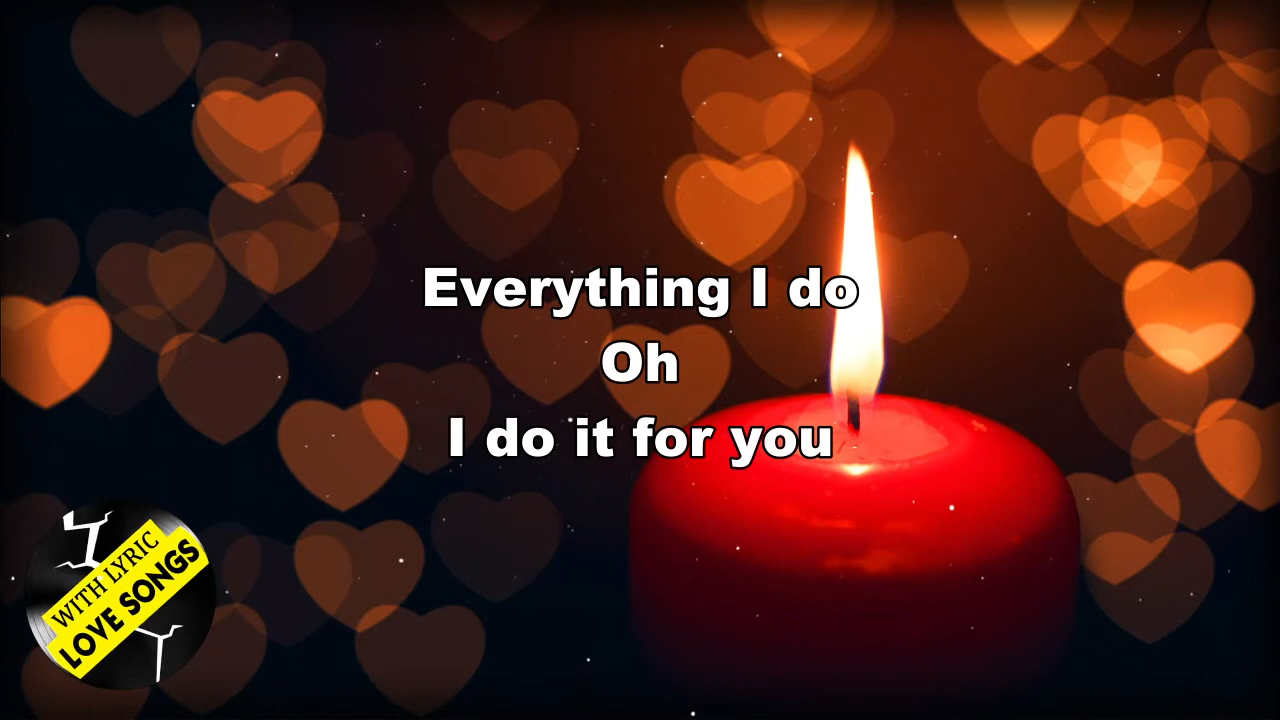 Everything I do
Oh
I do it for you
WITH LYRIC
LOVE SONGS